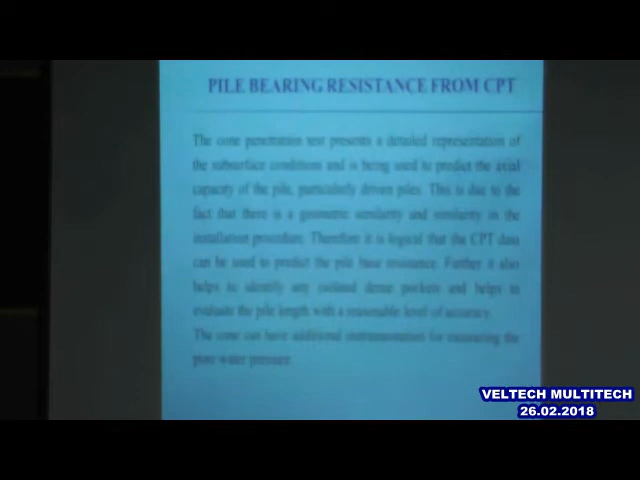 PILE BEARING RESISTANCE FROM CPT
The cone penetration test presents a detailed representation of
the subsurface conditions and is being used to predict the axial
capacity of the pile, particularly driven piles. This is due to the
fact that there is a geometric similarity and similarity in the
installation procedure. Therefore it is logical that the CPT data
can be used to predict the pile base resistance. Further it also
helps to identify any isolated dense pockets and helps to
evaluate the pile length with a reasonable level of accuracy.
The cone can have additional instrumentation for measuring the
pore water pressure
VELTECH MULTITECH
26.02.2018